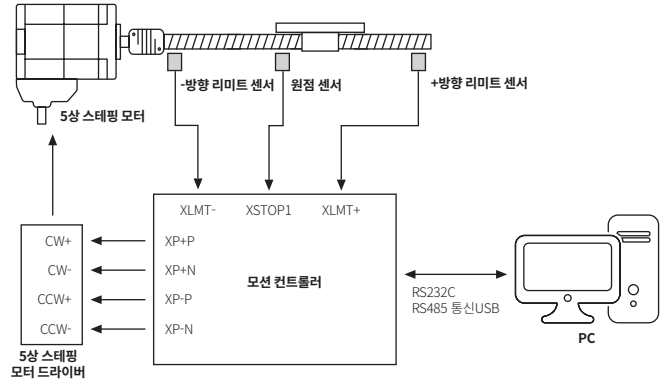 -방향 리미트 센서
원점 센서
+방향 리미트 센서
5상 스테핑 모터
XLMT-
XSTOP1
XLMT+
CW+
XP+P
CW-
XP+N
모션 컨트롤러
CCW+
XP-P
CCW-
XP-N
RS232C
RS485 통신USB
PC
5상 스테핑
모터 드라이버